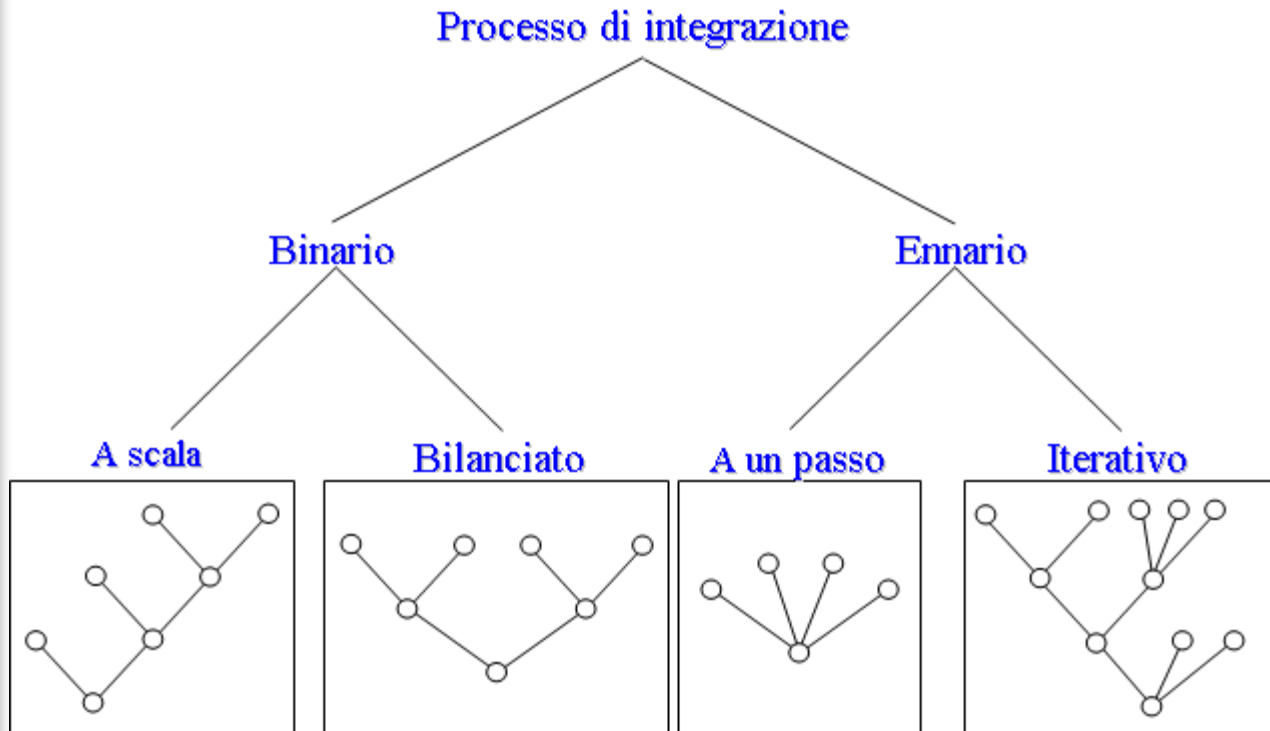 Processo di integrazione
Binario
Ennario
A scala
Bilanciato
A un passo
Iterativo